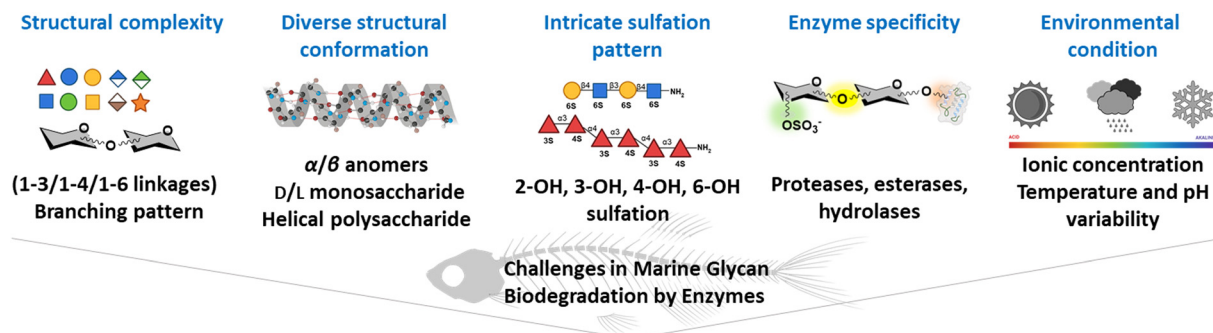 Structural complexity
(1-3/1-4/1-6 linkages)
Branching pattern
O
O
Diverse structural
conformation
α/β anomers
D/L monosaccharide
Helical polysaccharide
Intricate sulfation
pattern
β4 β3 β4 NH2
6S 6S 6S 6S
α3 α4 α3 α4 α3 NH2
3S 4S 3S 4S 3S 4S
2-OH, 3-OH, 4-OH, 6-OH
sulfation
Enzyme specificity
O O
O O
OSO3-
Proteases, esterases,
hydrolases
Environmental
condition
ACID AKALINE
Ionic concentration
Temperature and pH
variability
Challenges in Marine Glycan
Biodegradation by Enzymes